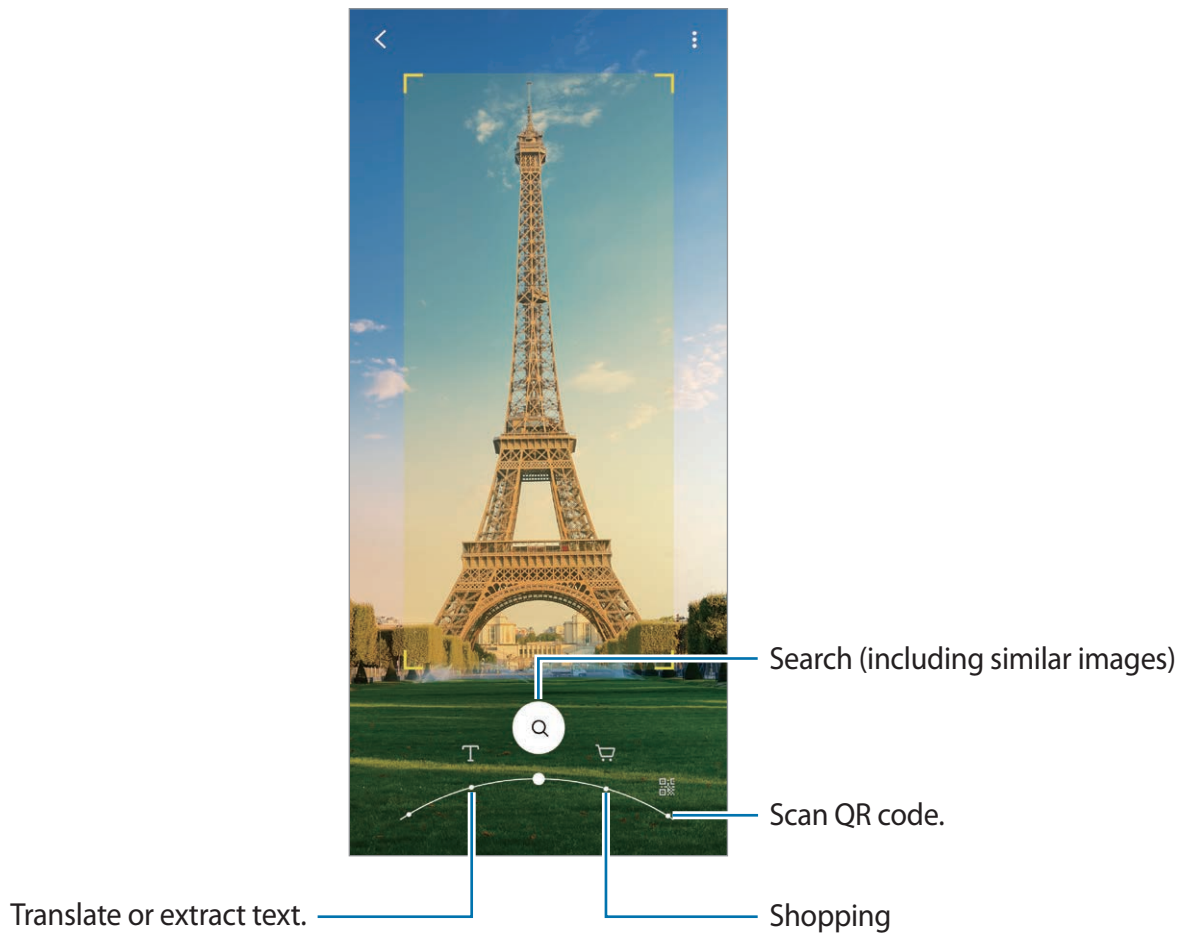 Search (including similar images)
T
Scan QR code.
Translate or extract text.
Shopping